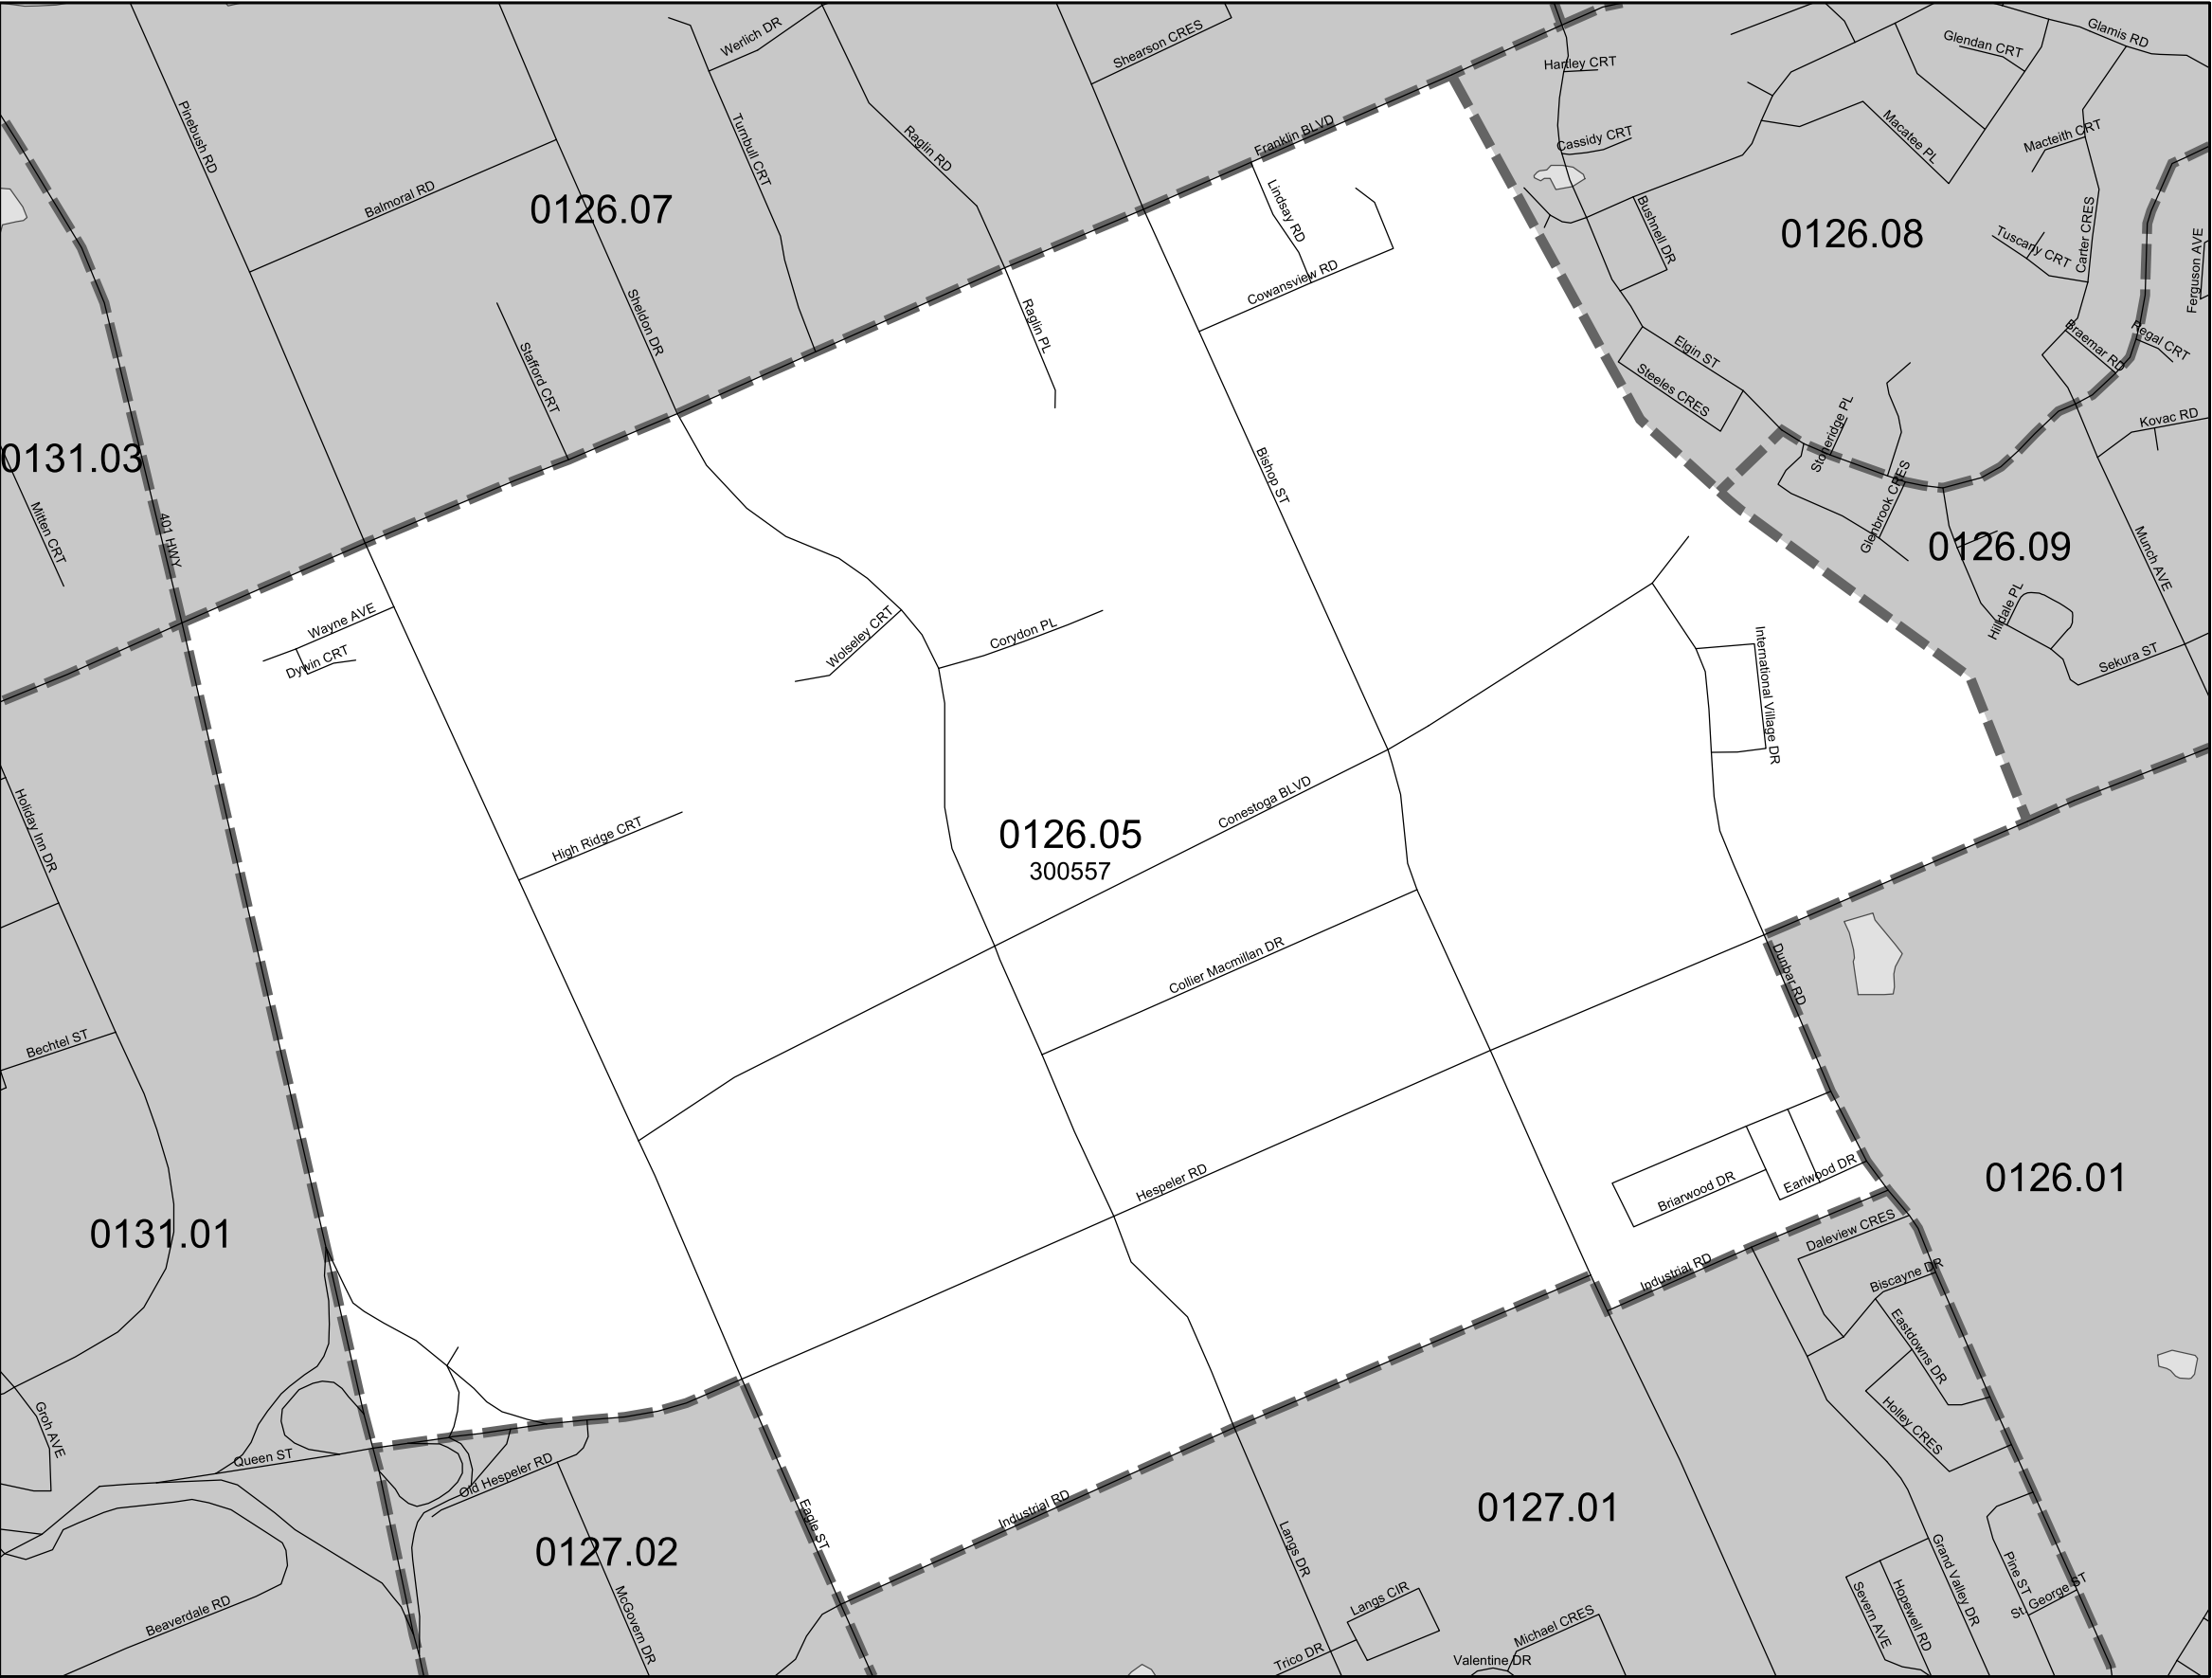 Glamis RD
Werlich DR
Shearson CRES
Glendan CRT
Hartley CRT
Pinebush RD
Turnbull CRT
Raglin RD
Franklin BLVD
Cassidy CRT
Macatee PL
Macteith CRT
Balmoral RD
0126.07
Lindsay RD
Bushnell DR
0126.08
Tuscany CRT
Carter CRES
Ferguson AVE
Cowansview RD
Sheldon DR
Raglin PL
Stafford CRT
Elgin ST
Steeles CRES
Braemar RD
Regal CRT
Kovac RD
0131.03
Stoneridge PL
Bishop ST
Mitten CRT
401 HWY
Glenbrook CRES
0126.09
Munch AVE
Wayne AVE
Dywin CRT
Wolseley CRT
Corydon PL
Hilldale PL
Sekura ST
International Village DR
Holiday Inn DR
High Ridge CRT
0126.05
300557
Conestoga BLVD
Collier Macmillan DR
Dunbar RD
Bechtel ST
Hespeler RD
Briarwood DR
Earlwood DR
0126.01
0131.01
Daleview CRES
Industrial RD
Biscayne DR
Eastdowns DR
Holley CRES
Groh AVE
Queen ST
Old Hespeler RD
Industrial RD
Eagle ST
0127.01
0127.02
Langs DR
Grand Valley DR
Pine ST
St. George ST
Beaverdale RD
McGovern DR
Langs CIR
Michael CRES
Severn AVE
Hopewell RD
Trico DR
Valentine DR